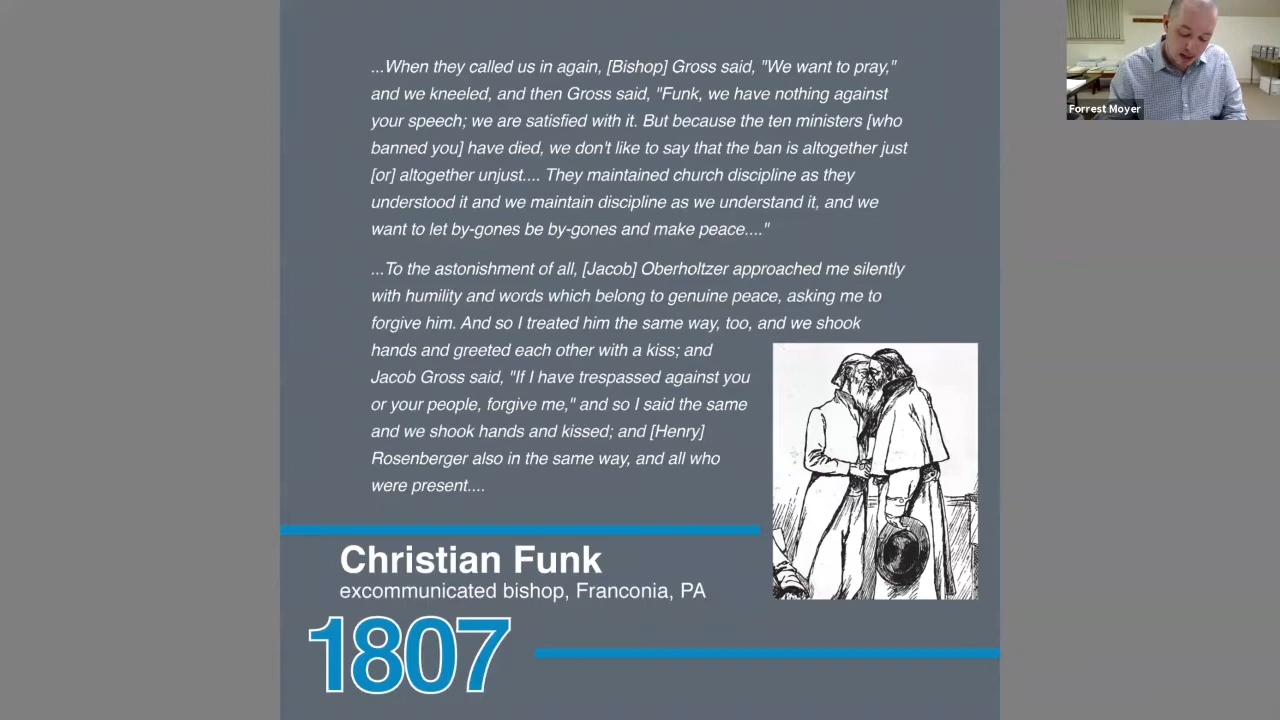 ...When they called us in again, [Bishop] Gross said, "We want to pray,"
and we kneeled, and then Gross said, "Funk, we have nothing against
your speech; we are satisfied with it. But because the ten ministers [who
banned you] have died, we don't like to say that the ban is altogether just
[or] altogether unjust.... They maintained church discipline as they
understood it and we maintain discipline as we understand it, and we
want to let by-gones be by-gones and make peace...."
...To the astonishment of all, [Jacob] Oberholtzer approached me silently
with humility and words which belong to genuine peace, asking me to
forgive him. And so I treated him the same way, too, and we shook
hands and greeted each other with a kiss; and
Jacob Gross said, "If I have trespassed against you
or your people, forgive me," and so I said the same
and we shook hands and kissed; and [Henry]
Rosenberger also in the same way, and all who
were present....
Christian Funk
excommunicated bishop, Franconia, PA
1807
Forrest Moyer